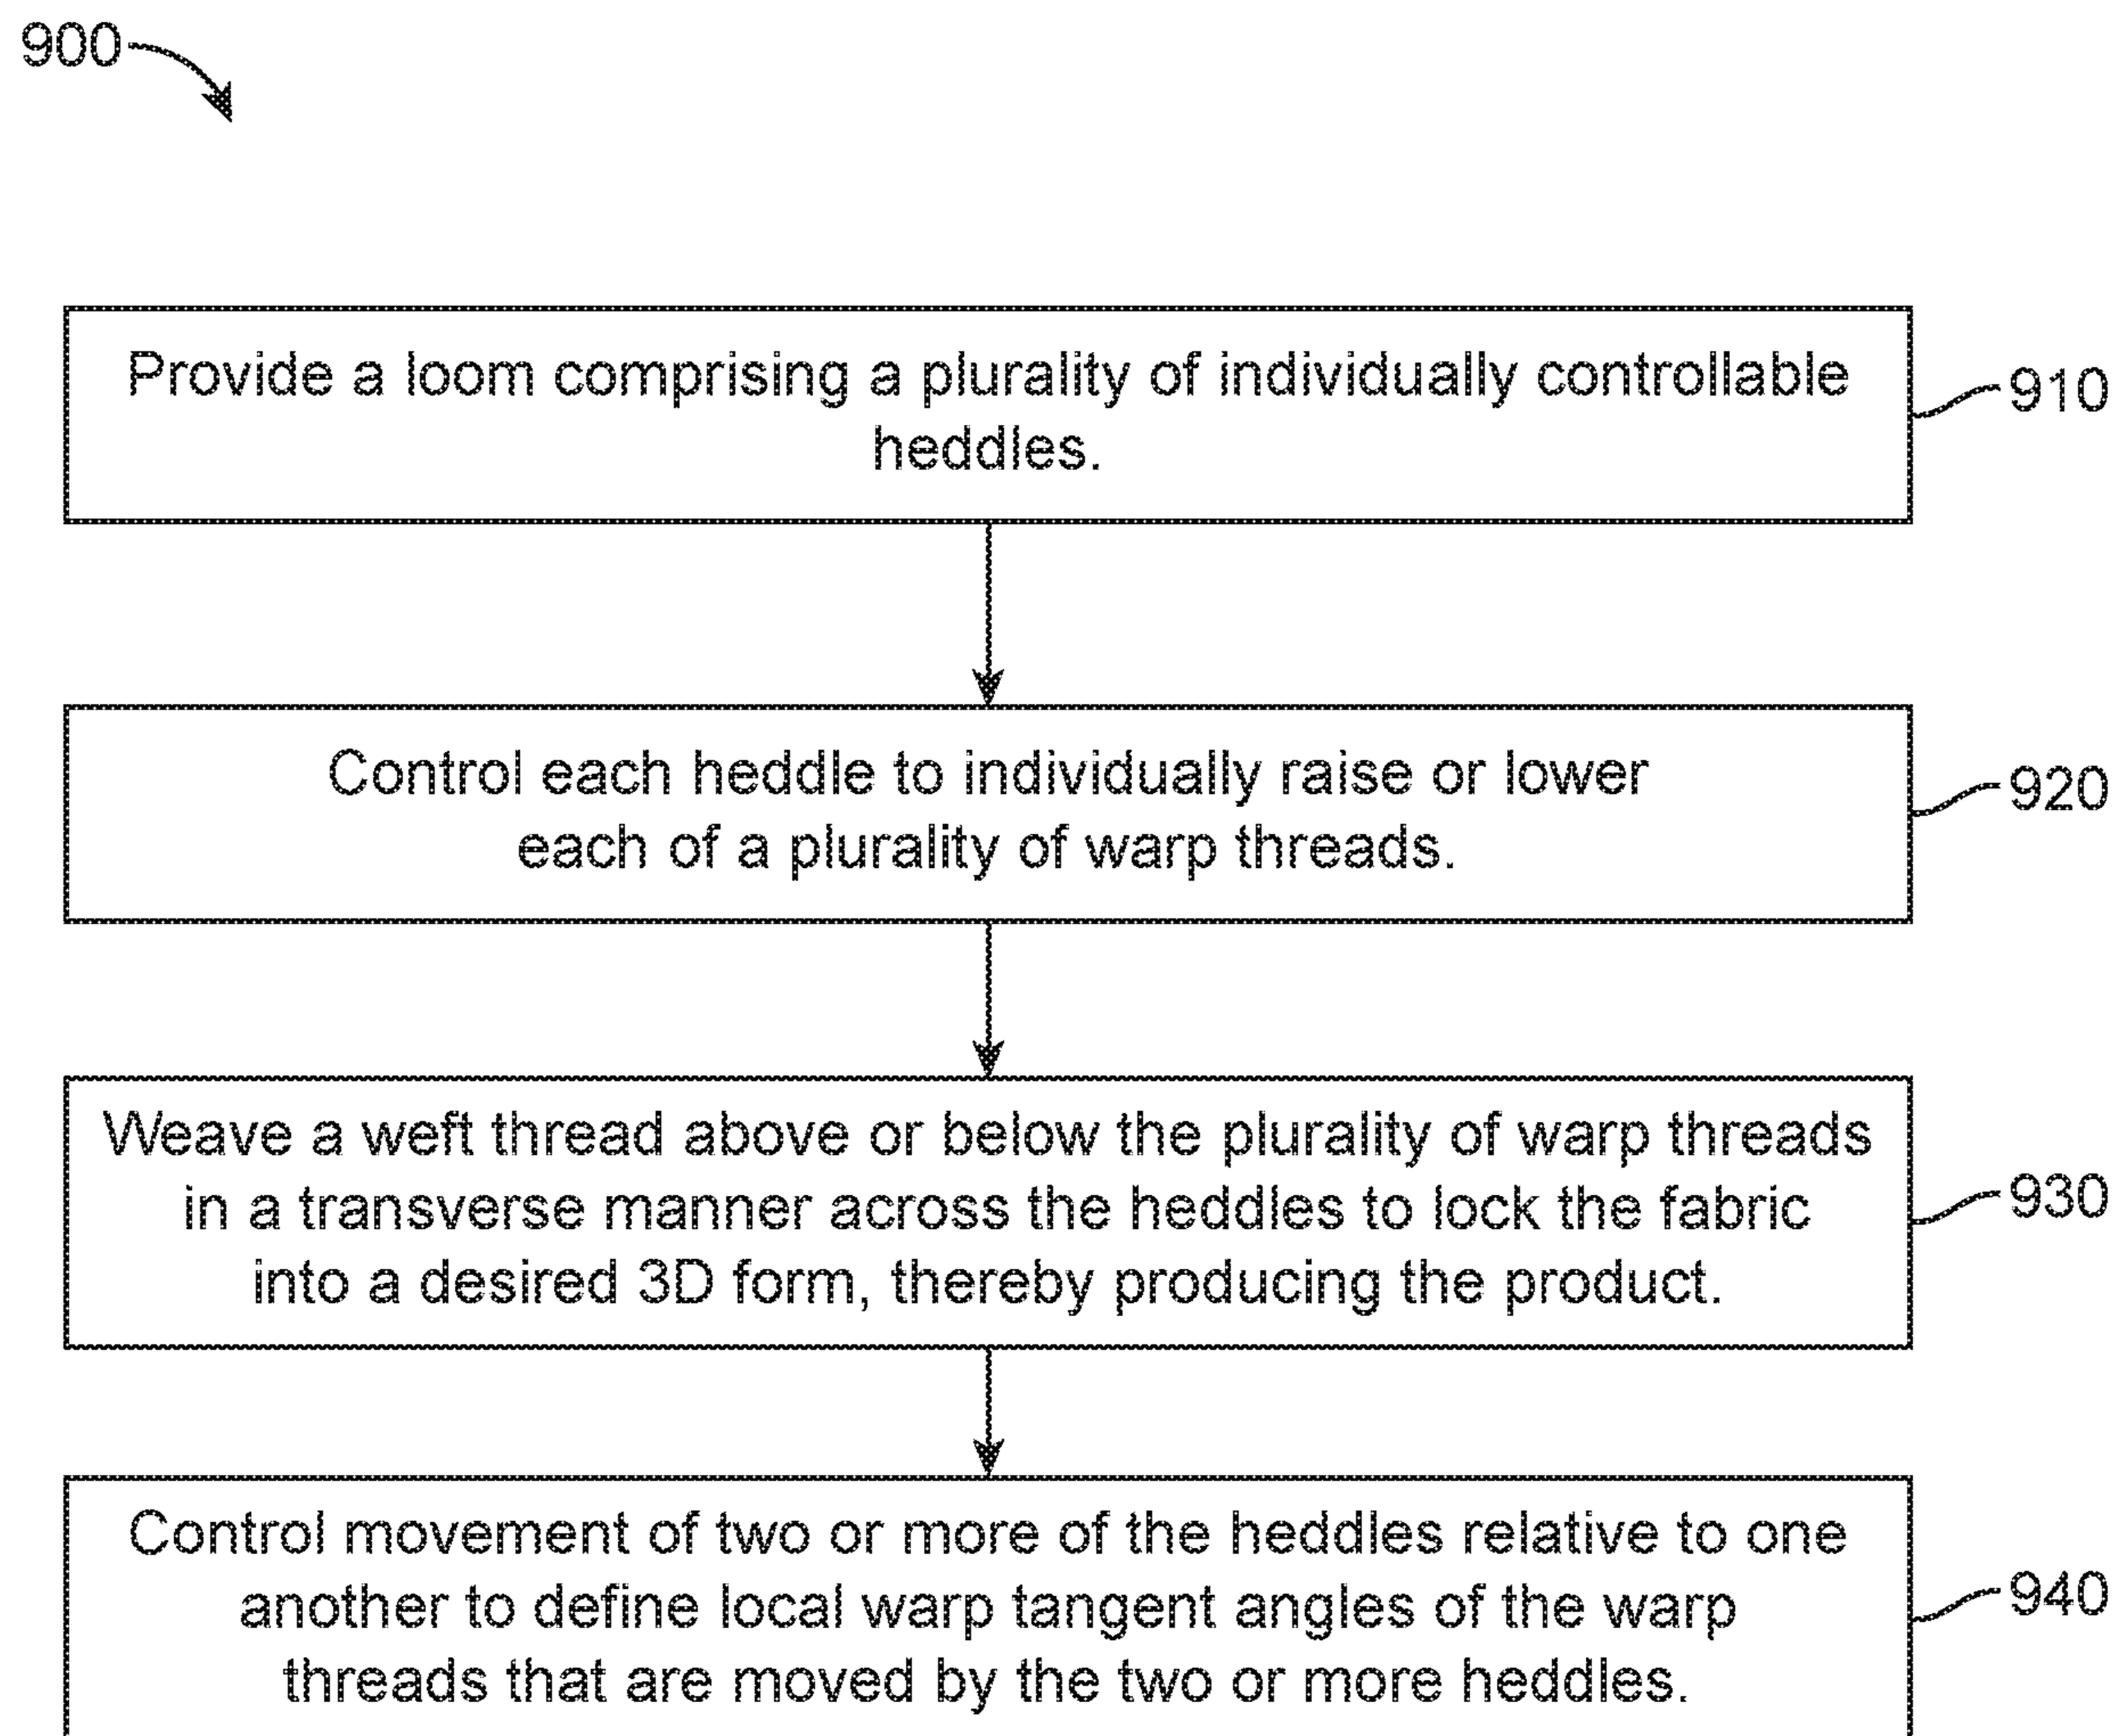 900
Provide a loom comprising a plurality of individually controllable
heddles.
910
Control each heddle to individually raise or lower
each of a plurality of warp threads.
920
Weave a weft thread above or below the plurality of warp threads
in a transverse manner across the heddles to lock the fabric
into a desired 3D form, thereby producing the product.
930
Control movement of two or more of the heddles relative to one
another to define local warp tangent angles of the warp
threads that are moved by the two or more heddles.
940